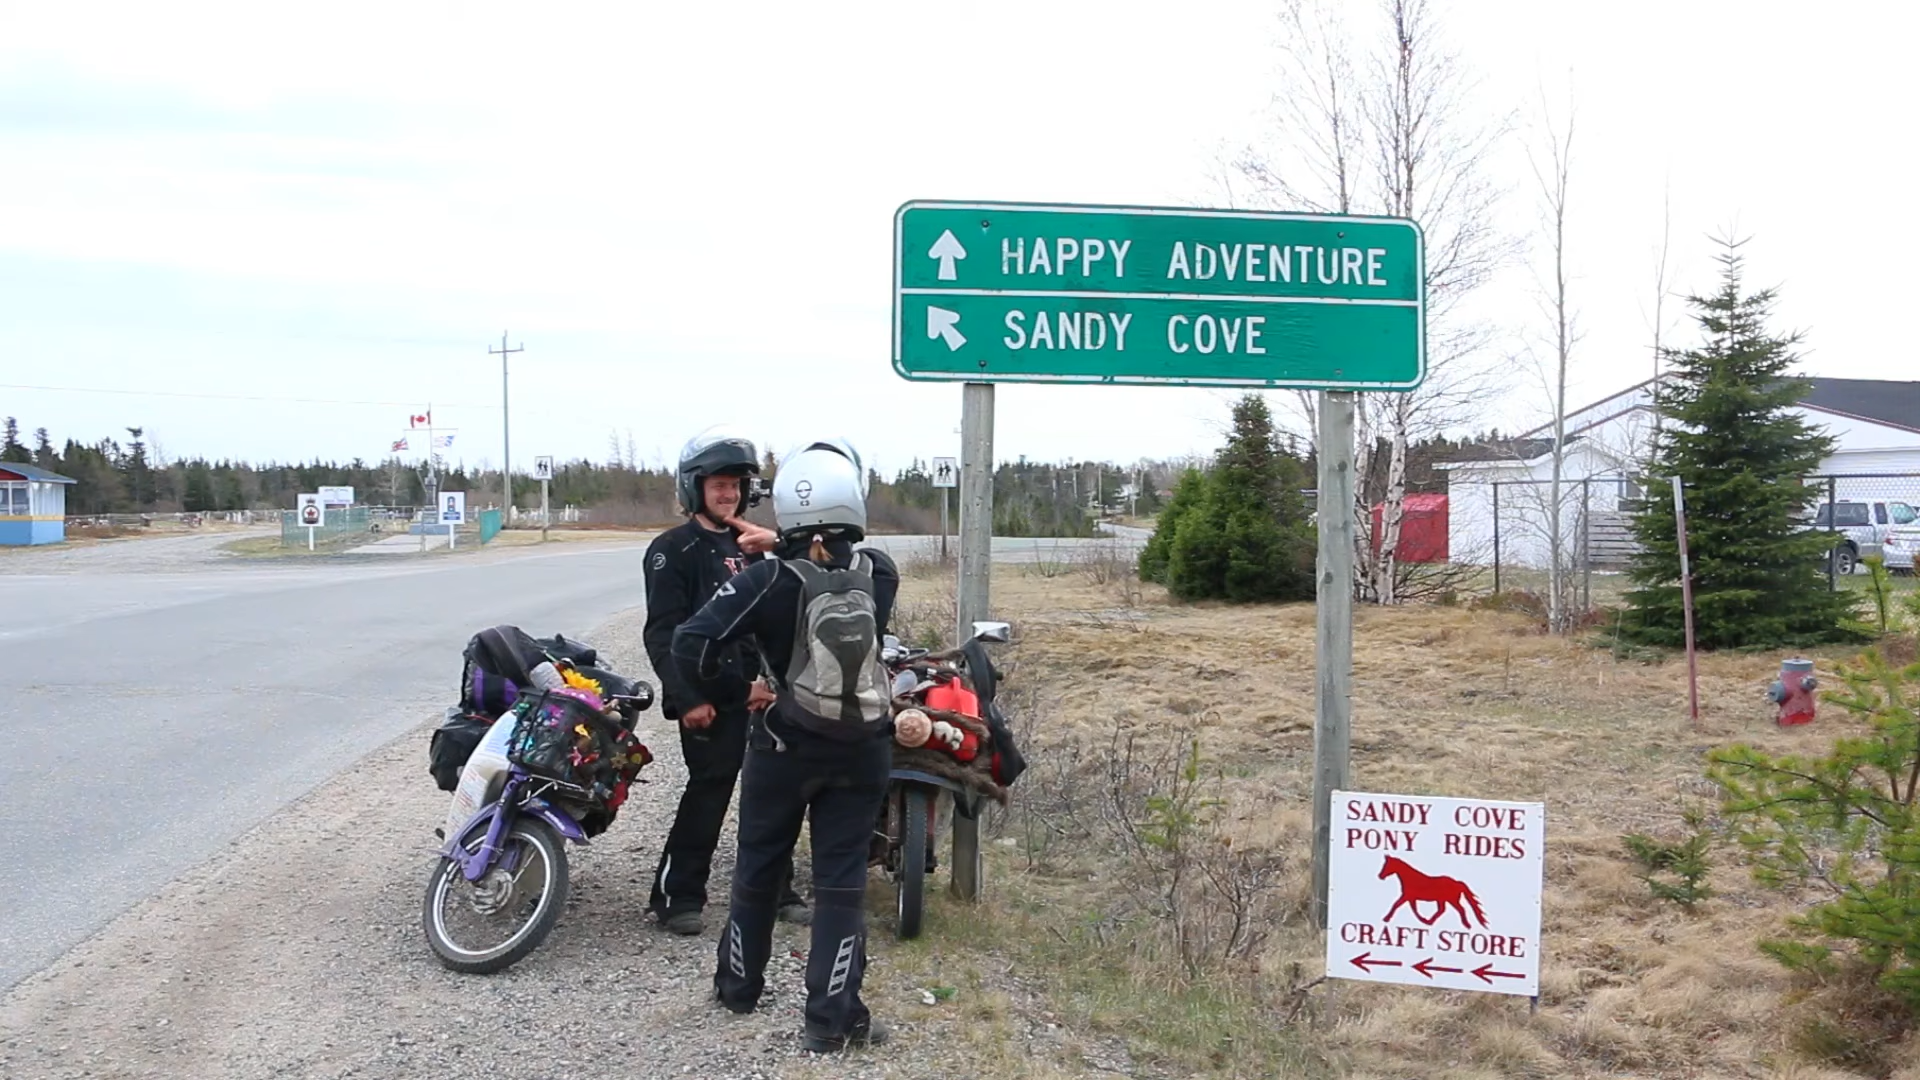 HAPPY ADVENTURE
SANDY COVE
SANDY COVE
PONY RIDES
CRAFT STORE